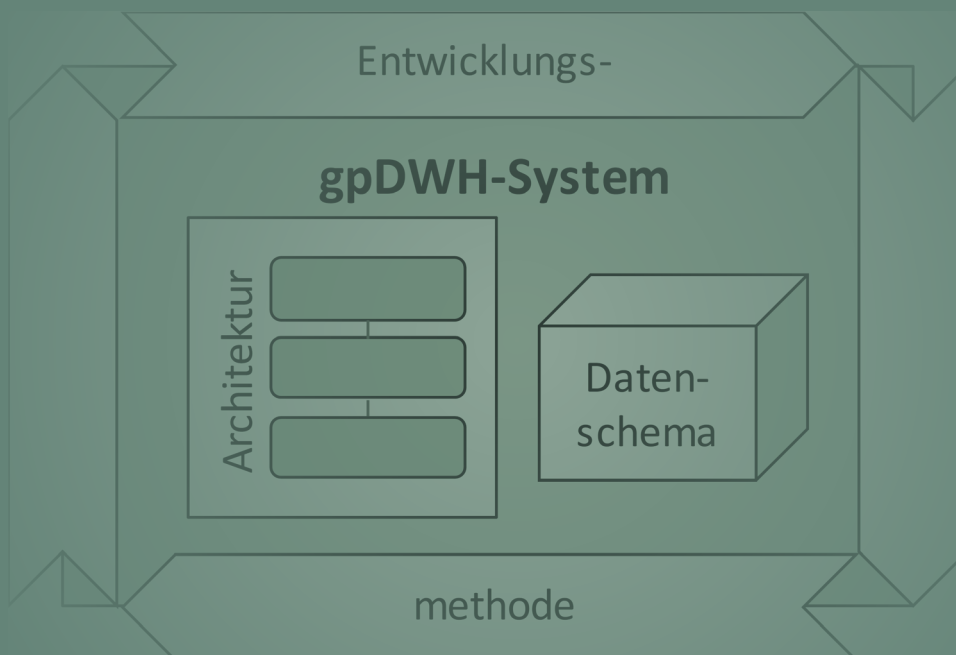 Entwicklungs-
gpDWH-System
Architektur
Daten-
schema
methode